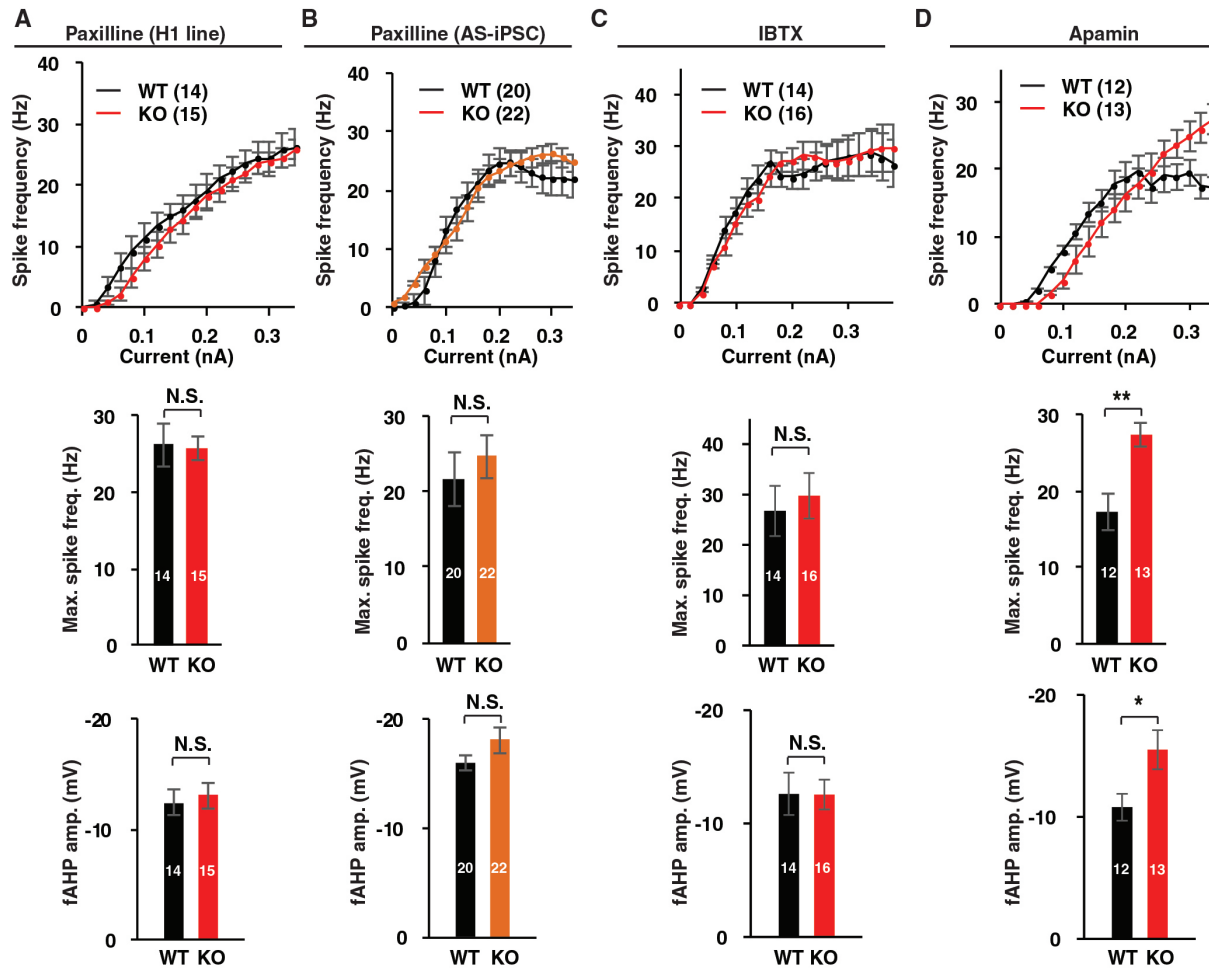 A
Paxilline (H1 line)
Spike frequency (Hz)
40
30
20
10
0
WT (14)
KO (15)
0 0.1 0.2 0.3
Current (nA)
B
Paxilline (AS-iPSC)
Spike frequency (Hz)
40
30
20
10
0
WT (20)
KO (22)
0 0.1 0.2 0.3
Current (nA)
C
IBTX
Spike frequency (Hz)
40
30
20
10
0
WT (14)
KO (16)
0 0.1 0.2 0.3
Current (nA)
D
Apamin
Spike frequency (Hz)
30
20
10
0
WT (12)
KO (13)
0 0.1 0.2 0.3
Current (nA)
Max. spike freq. (Hz)
30
20
10
0
N.S.
14 15
WT KO
Max. spike freq. (Hz)
30
20
10
0
N.S.
20 22
WT KO
Max. spike freq. (Hz)
40
30
20
10
0
N.S.
14 16
WT KO
Max. spike freq. (Hz)
30
20
10
0
**
12 13
WT KO
fAHP amp. (mV)
-20
-10
0
N.S.
14 15
WT KO
fAHP amp. (mV)
-20
-10
0
N.S.
20 22
WT KO
fAHP amp. (mV)
-20
-10
0
N.S.
14 16
WT KO
fAHP amp. (mV)
-20
-10
0
*
12 13
WT KO